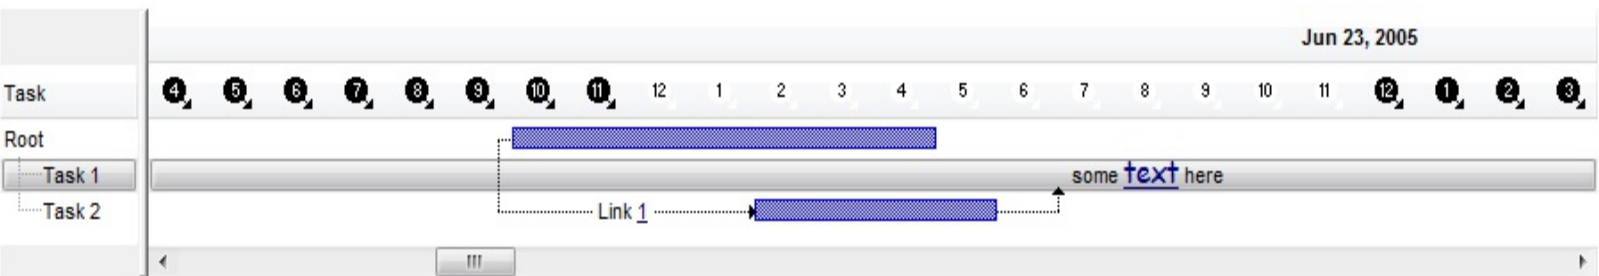 Jun 23, 2005
Task 4 5 6 7 8 9 10 11 12 1 2 3 4 5 6 7 8 9 10 11 12 1 2 3
Root
Task 1 some text here
Task 2 Link 1